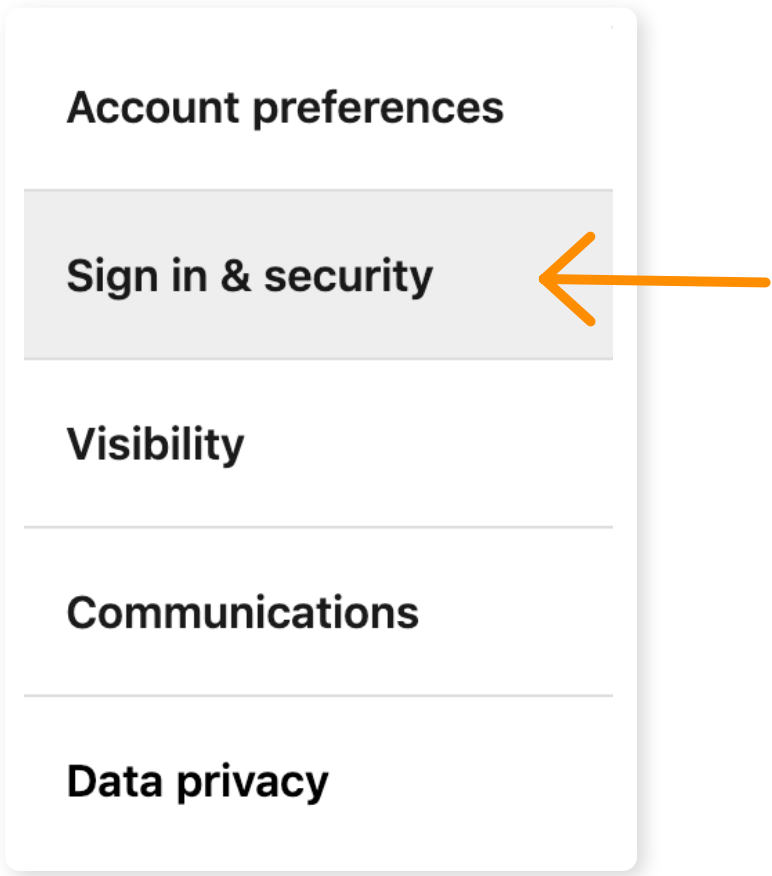 Account preferences
Sign in & security
Visibility
Communications
Data privacy